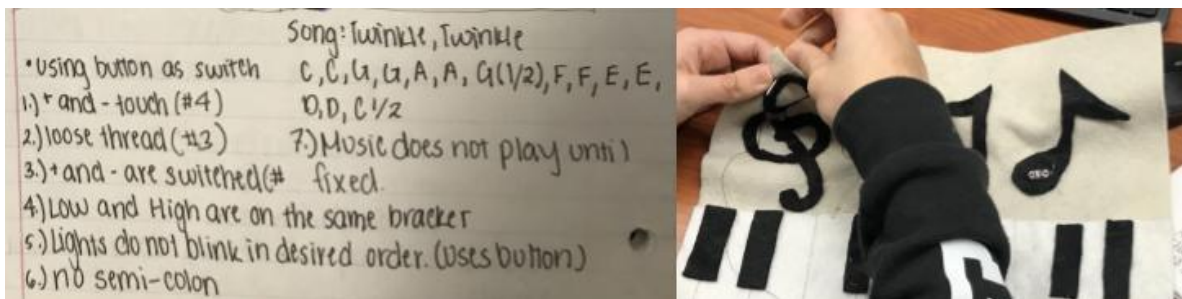 Song: Twinkle, Twinkle
•Using button as switch C, C, G, G, A, A, G(1/2), F, F, E, E,
1.) + and - touch (#4) D, D, C 1/2
2.) loose thread (#3) 7.) Music does not play until
3.) + and - are switched (# fixed.
4.) Low and High are on the same bracker
5.) Lights do not blink in desired order. (Uses button)
6.) no semi-colon